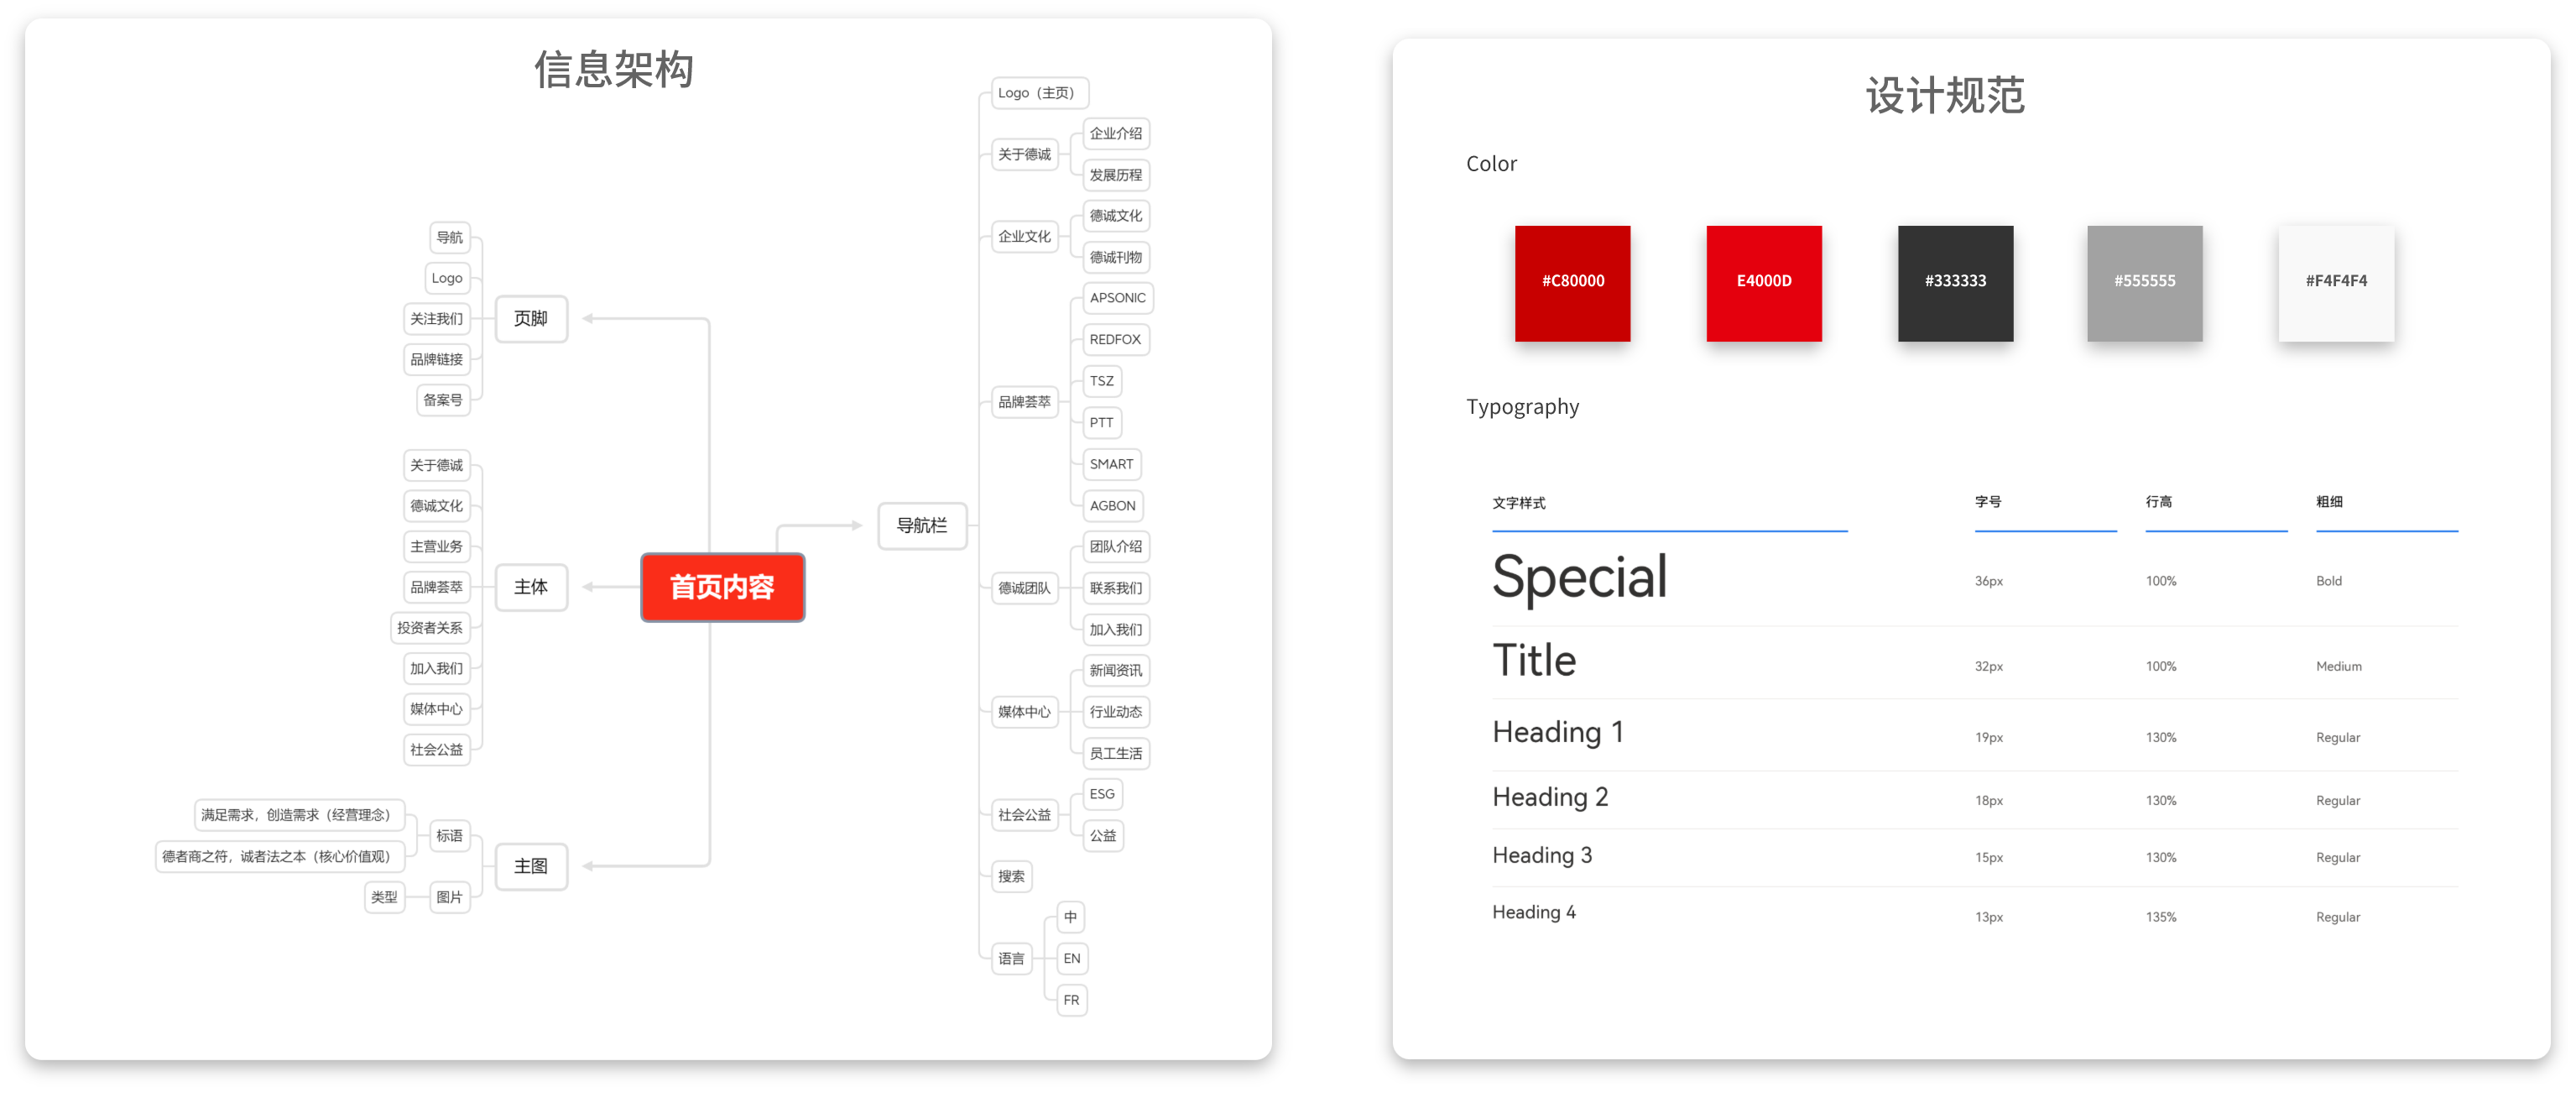 信息架构
首页内容
页脚
导航
Logo
关注我们
品牌链接
备案号
主体
关于德诚
德诚文化
主营业务
品牌荟萃
投资者关系
加入我们
媒体中心
社会公益
主图
标语
满足需求，创造需求（经营理念）
德者商之符，诚者法之本（核心价值观）
图片
类型
导航栏
Logo（主页）
关于德诚
企业介绍
发展历程
企业文化
德诚文化
德诚刊物
品牌荟萃
APSONIC
REDFOX
TSZ
PTT
SMART
AGBON
德诚团队
团队介绍
联系我们
加入我们
媒体中心
新闻资讯
行业动态
员工生活
社会公益
ESG
公益
搜索
语言
中
EN
FR
设计规范
Color
#C80000 E4000D #333333 #555555 #F4F4F4
Typography
文字样式 字号 行高 粗细
Special 36px 100% Bold
Title 32px 100% Medium
Heading 1 19px 130% Regular
Heading 2 18px 130% Regular
Heading 3 15px 130% Regular
Heading 4 13px 135% Regular